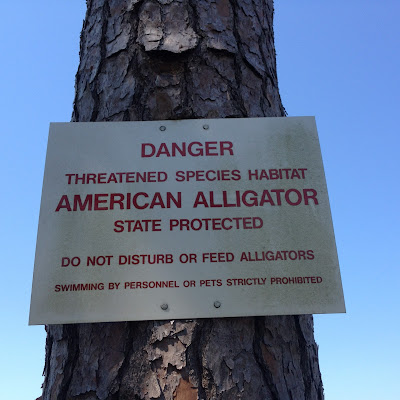 DANGER
THREATENED SPECIES HABITAT
AMERICAN ALLIGATOR
STATE PROTECTED
DO NOT DISTURB OR FEED ALLIGATORS
SWIMMING BY PERSONNEL OR PETS STRICTLY PROHIBITED